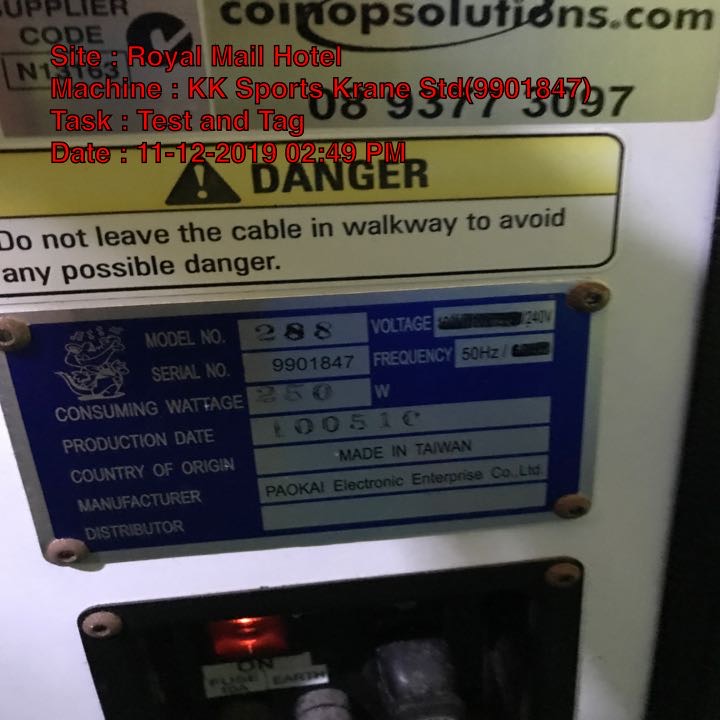 SUPPLIER coinopsolutions.com
CODE
N13163
08 9377 3097
Site : Royal Mail Hotel
Machine : KK Sports Krane Std(9901847)
Task : Test and Tag
Date : 11-12-2019 02:49 PM
DANGER
Do not leave the cable in walkway to avoid
any possible danger.
MODEL NO. 288 VOLTAGE /240V
SERIAL NO. 9901847 FREQUENCY 50Hz /
CONSUMING WATTAGE 250 W
PRODUCTION DATE 10051C
COUNTRY OF ORIGIN MADE IN TAIWAN
MANUFACTURER PAOKAI Electronic Enterprise Co.,Ltd.
DISTRIBUTOR
ON
FUSE EARTH
10A